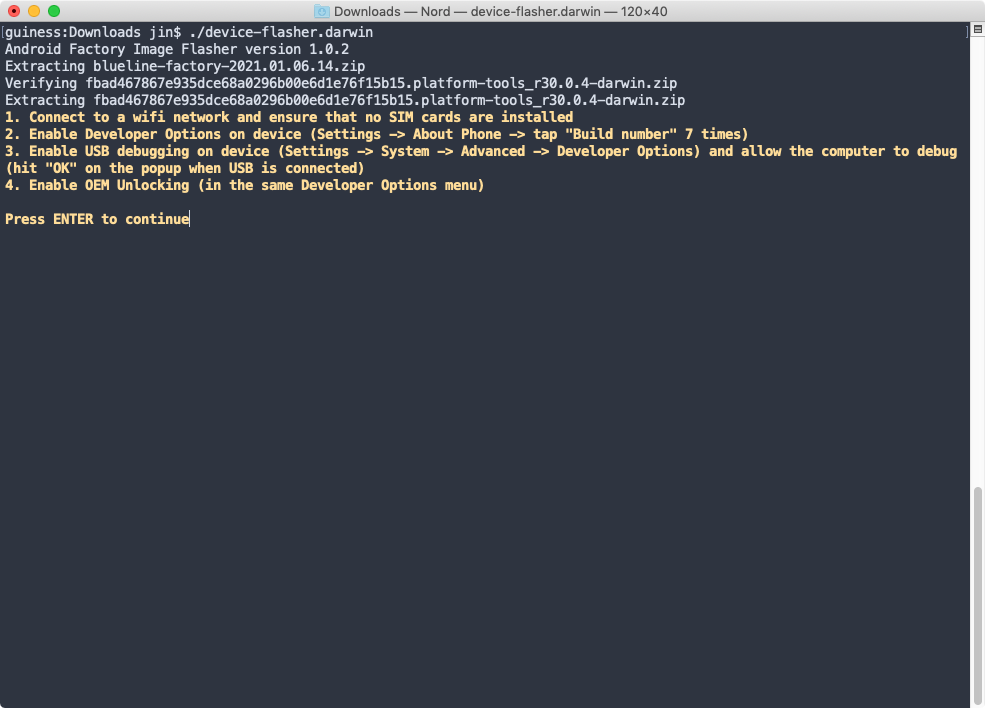 Downloads — Nord — device-flasher.darwin — 120×40
[guiness:Downloads jin$ ./device-flasher.darwin ]
Android Factory Image Flasher version 1.0.2
Extracting blueline-factory-2021.01.06.14.zip
Verifying fbad467867e935dce68a0296b00e6d1e76f15b15.platform-tools_r30.0.4-darwin.zip
Extracting fbad467867e935dce68a0296b00e6d1e76f15b15.platform-tools_r30.0.4-darwin.zip
1. Connect to a wifi network and ensure that no SIM cards are installed
2. Enable Developer Options on device (Settings -> About Phone -> tap "Build number" 7 times)
3. Enable USB debugging on device (Settings -> System -> Advanced -> Developer Options) and allow the computer to debug
(hit "OK" on the popup when USB is connected)
4. Enable OEM Unlocking (in the same Developer Options menu)
Press ENTER to continue